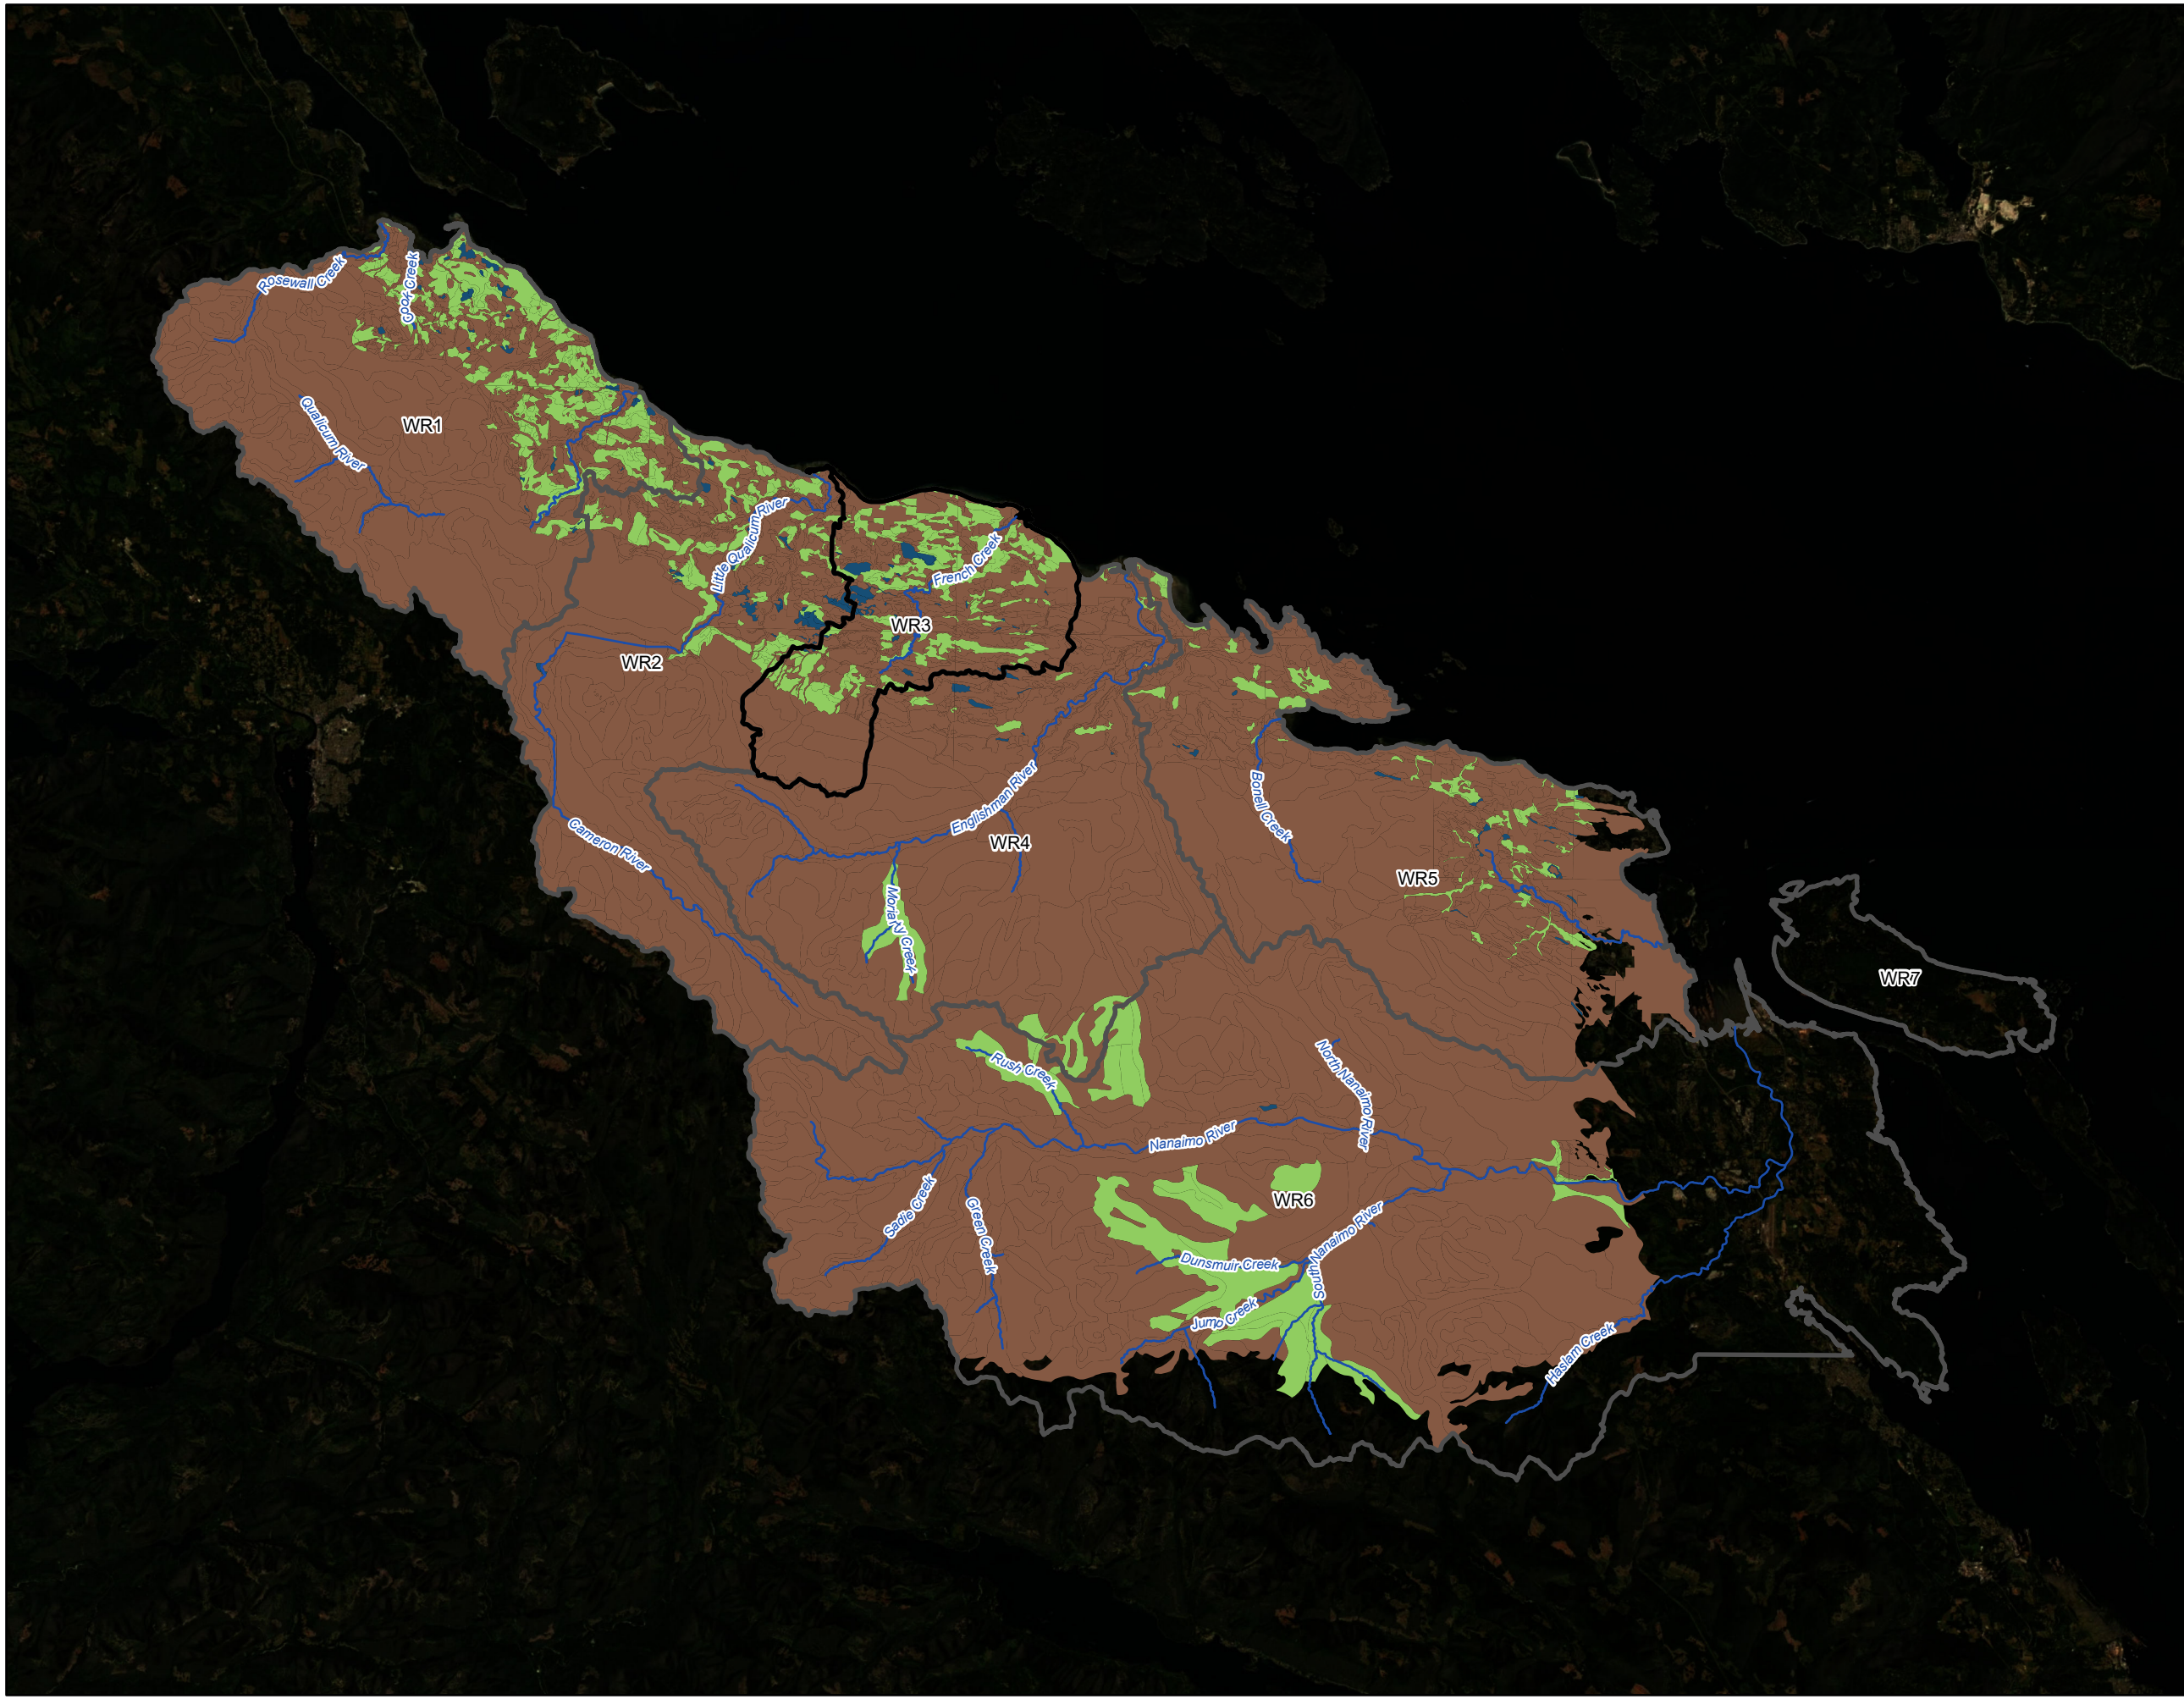 Rosewall Creek
Cook Creek
Qualicum River
WR1
Little Qualicum River
French Creek
WR3
WR2
Bonell Creek
Englishman River
Cameron River
WR4
WR5
Moriarty Creek
WR7
Rush Creek
North Nanaimo River
Nanaimo River
WR6
Sadie Creek
Green Creek
South Nanaimo River
Dunsmuir Creek
Jump Creek
Haslam Creek